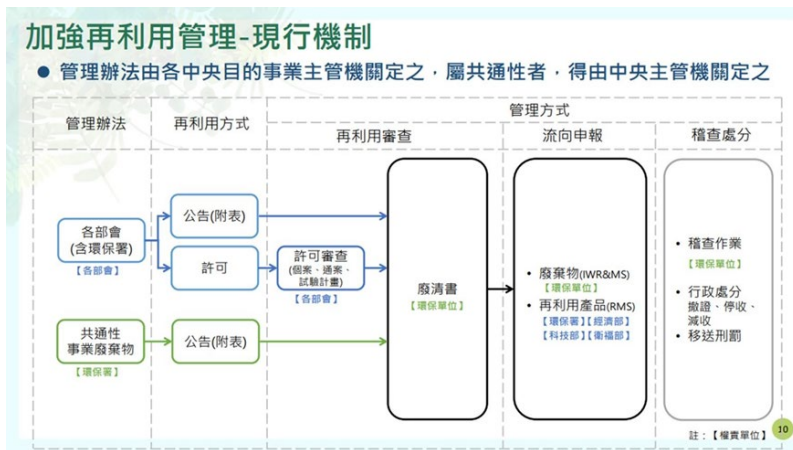 加強再利用管理-現行機制
● 管理辦法由各中央目的事業主管機關定之，屬共通性者，得由中央主管機關定之
管理辦法
再利用方式
管理方式
再利用審查
流向申報
稽查處分
各部會
(含環保署)
【各部會】
公告(附表)
許可
許可審查
(個案、通案、
試驗計畫)
【各部會】
共通性
事業廢棄物
【環保署】
公告(附表)
廢清書
【環保單位】
• 廢棄物(IWR&MS)
【環保單位】
• 再利用產品(RMS)
【環保署】【經濟部】
【科技部】【衛福部】
• 稽查作業
【環保單位】
• 行政處分
撤證、停收、
減收
• 移送刑罰
註：【權責單位】
10